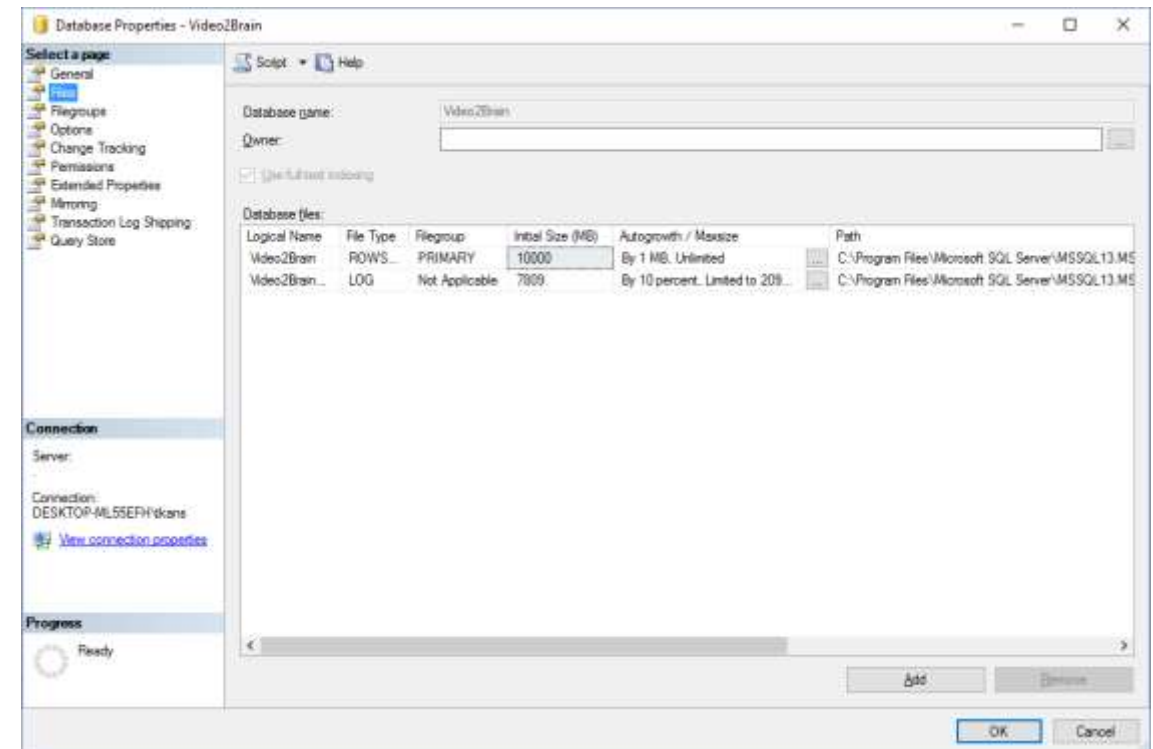 Database Properties - Video2Brain
Select a page
General
Files
Filegroups
Options
Change Tracking
Permissions
Extended Properties
Mirroring
Transaction Log Shipping
Query Store
Script
Help
Database name: Video2Brain
Owner:
Use full-text indexing
Database files:
Logical Name File Type Filegroup Initial Size (MB) Autogrowth / Maxsize Path
Video2Brain ROWS... PRIMARY 10000 By 1 MB, Unlimited ... C:\Program Files\Microsoft SQL Server\MSSQL13.MS
Video2Brain... LOG Not Applicable 7809 By 10 percent, Limited to 209... ... C:\Program Files\Microsoft SQL Server\MSSQL13.MS
Connection
Server:
.
Connection:
DESKTOP-ML55EFH\tkans
View connection properties
Progress
Ready
Add Remove
OK Cancel